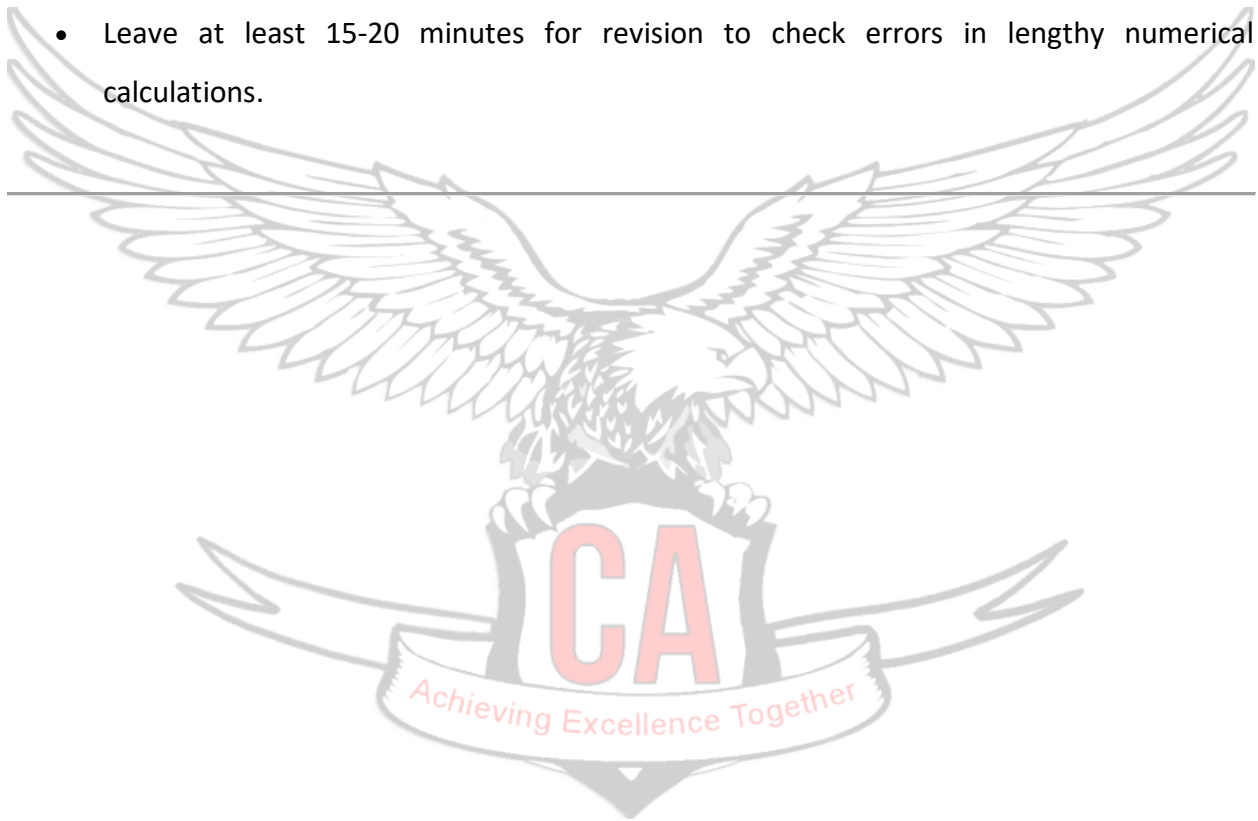 • Leave at least 15-20 minutes for revision to check errors in lengthy numerical
calculations.
CA
Achieving Excellence Together